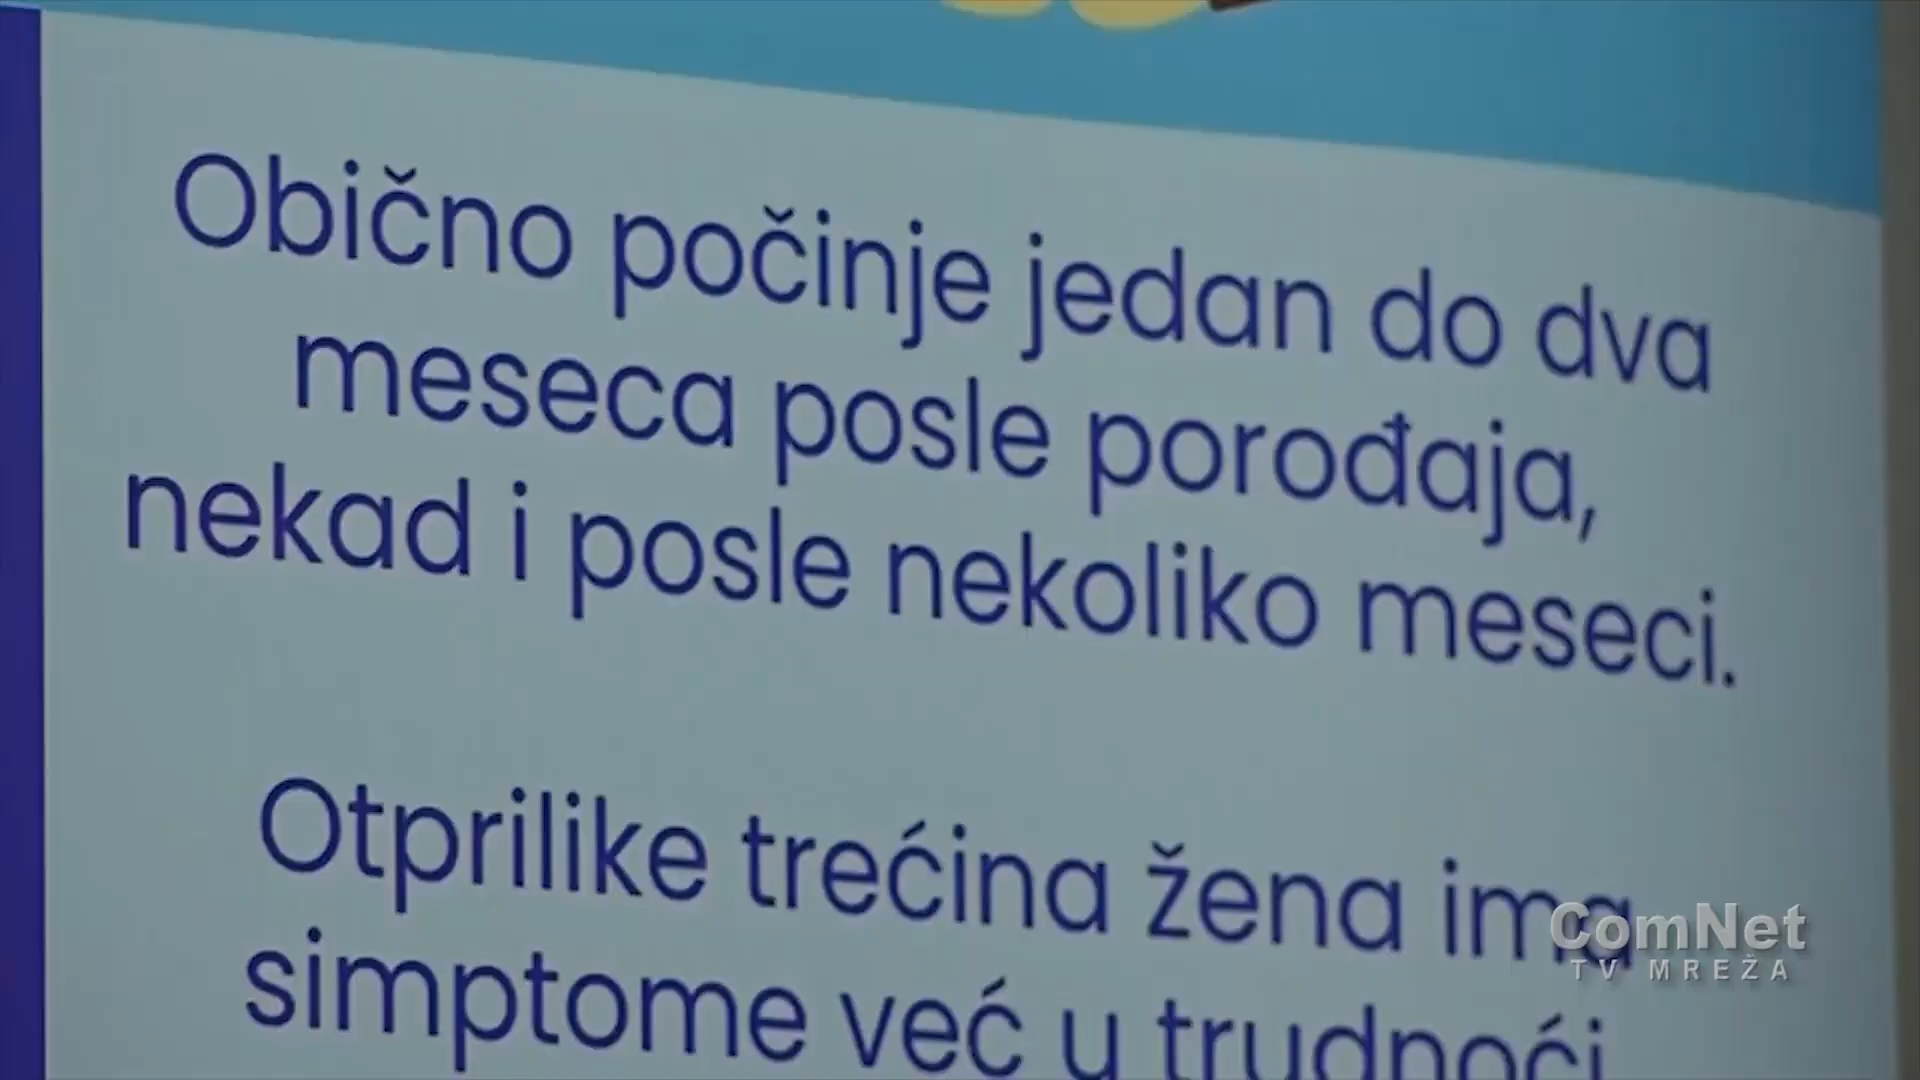 Obično počinje jedan do dva
meseca posle porođaja,
nekad i posle nekoliko meseci.
Otprilike trećina žena ima
simptome već u trudnoći
ComNet
TV MREŽA